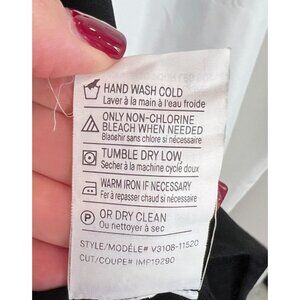 HAND WASH COLD
Laver à la main à l'eau froide
ONLY NON-CHLORINE
BLEACH WHEN NEEDED
Blaoshir sans chlore si nécessaire
TUMBLE DRY LOW
Sécher à la machine cycle doux
WARM IRON IF NECESSARY
Fer à repasser chaud si nécessaire
P
OR DRY CLEAN
Ou nettoyer à sec
STYLE/MODÈLE# V3108-11520
CUT/COUPE# IMP19290